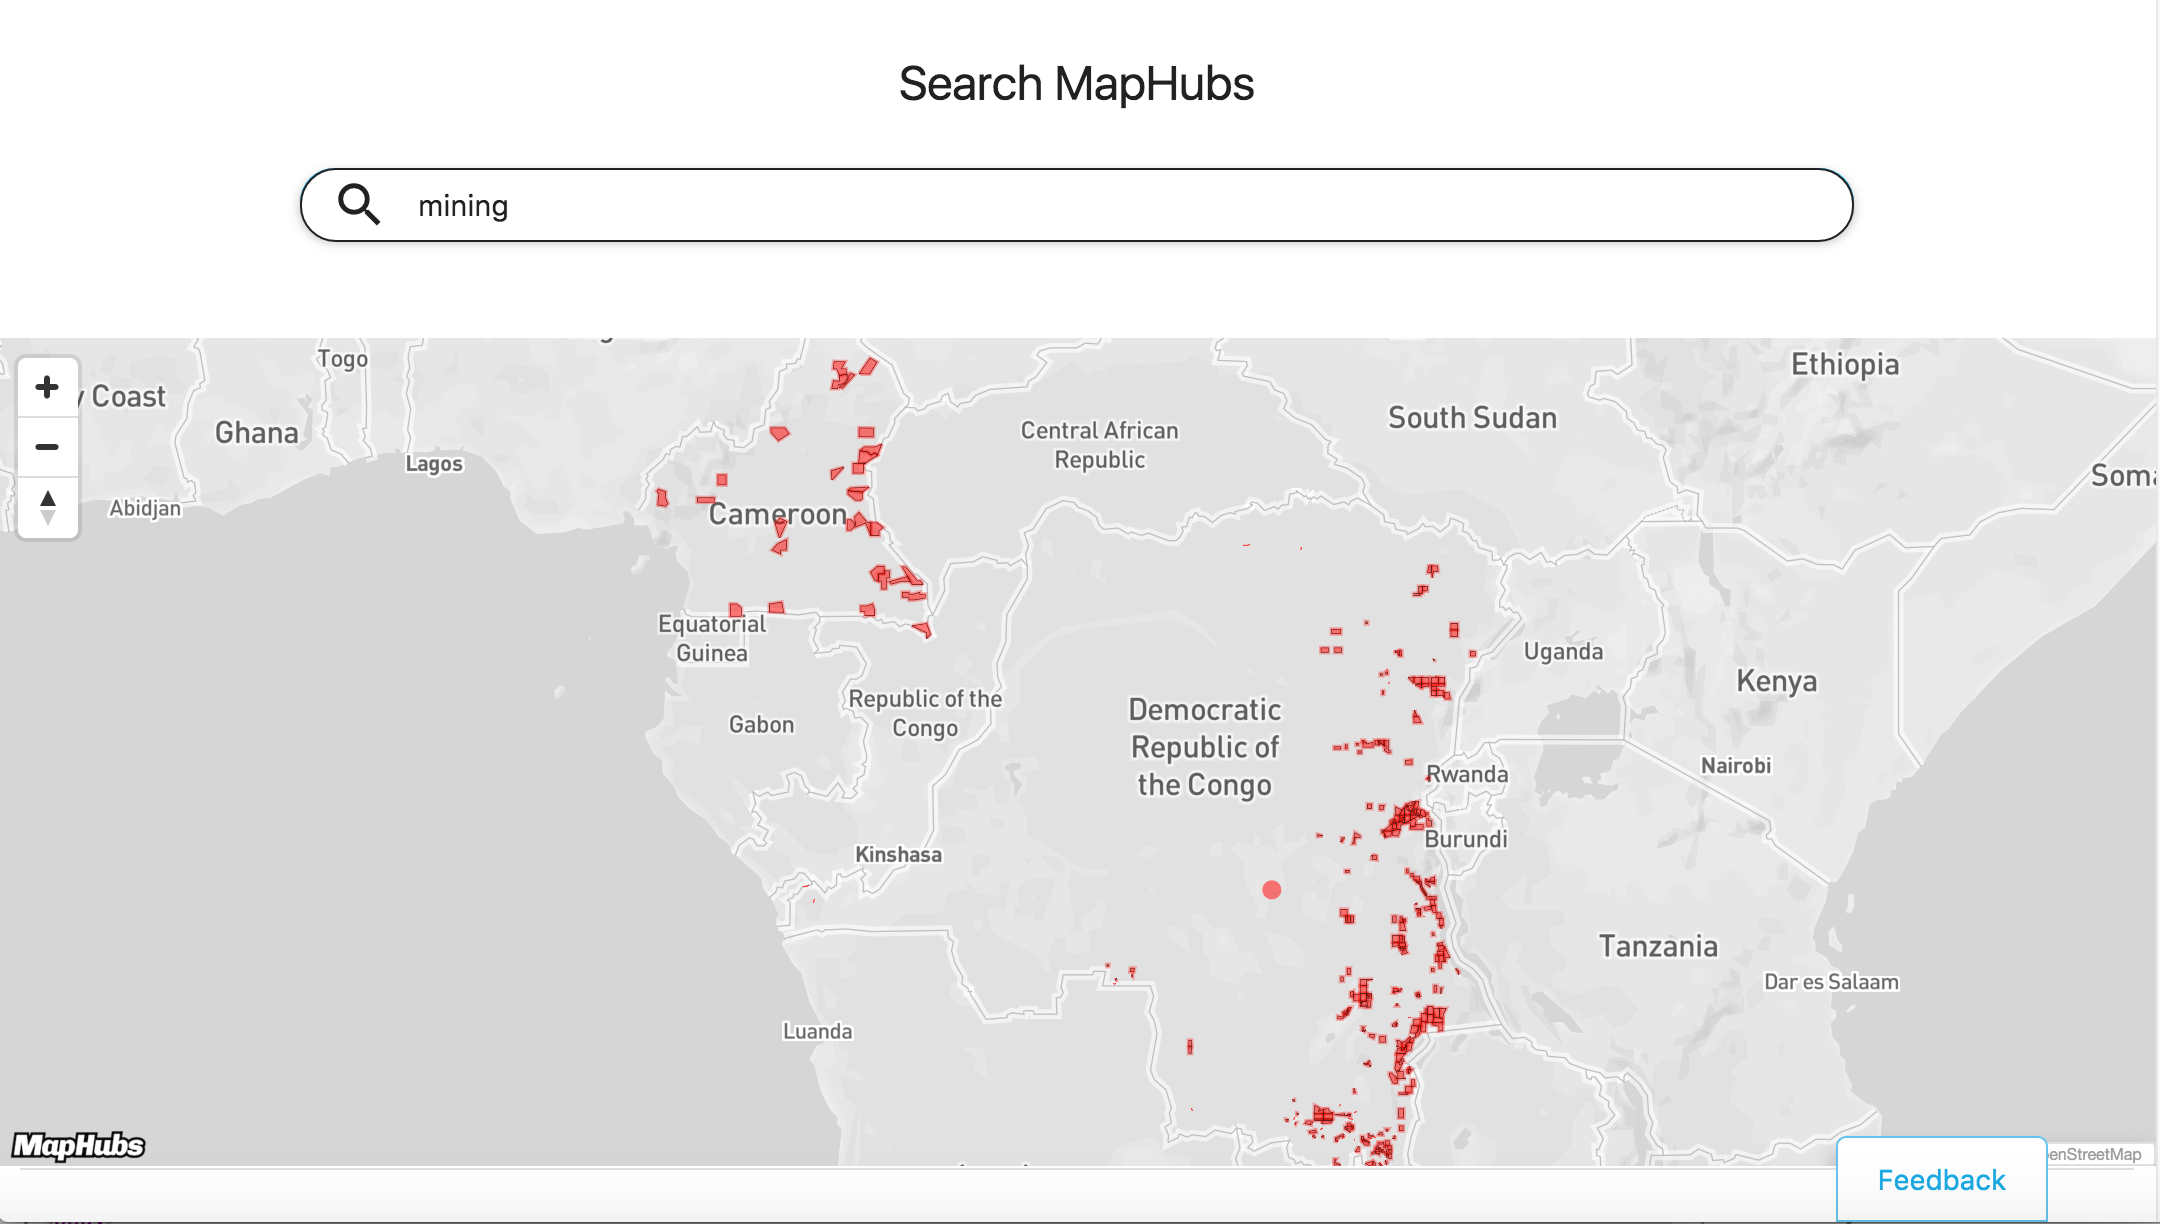 Search MapHubs
mining
Togo
Ethiopia
Coast
Ghana
South Sudan
Central African
Republic
Lagos
Abidjan
Cameroon
Equatorial
Guinea
Uganda
Kenya
Republic of the
Congo
Gabon
Democratic
Republic of
the Congo
Nairobi
Rwanda
Burundi
Kinshasa
Tanzania
Dar es Salaam
Luanda
MapHubs
Feedback